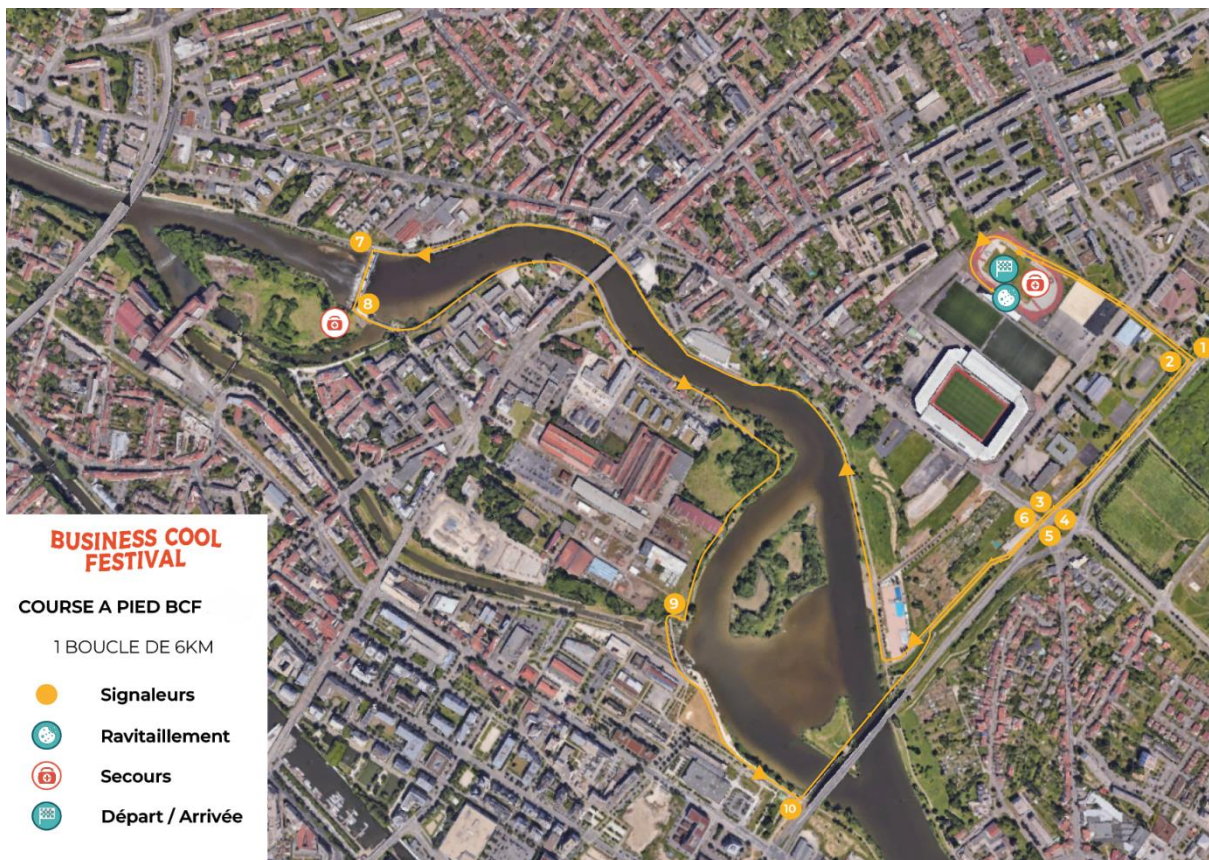 7
8
1
2
3
6
4
5
9
10
BUSINESS COOL
FESTIVAL
COURSE A PIED BCF
1 BOUCLE DE 6KM
Signaleurs
Ravitaillement
Secours
Départ / Arrivée